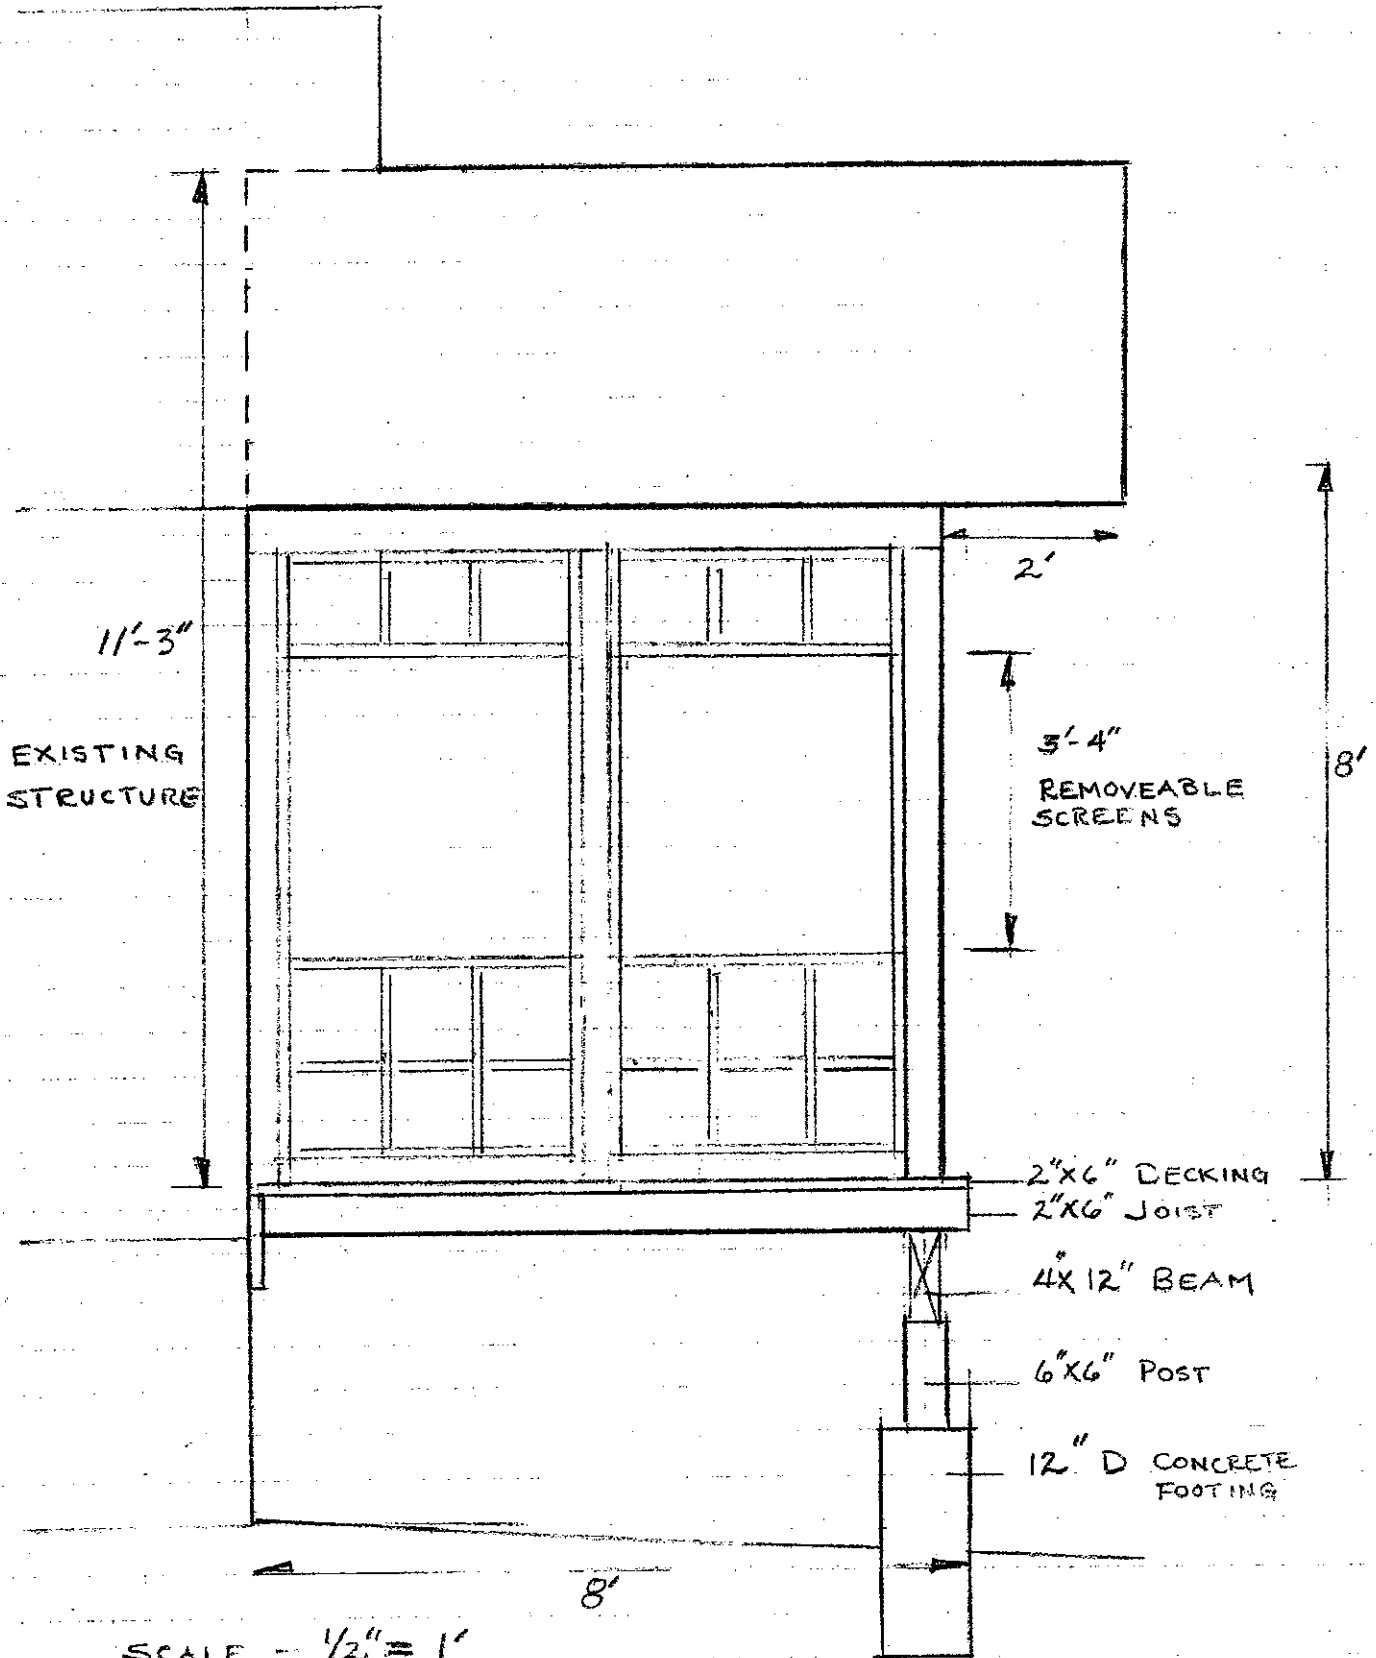 2'
11'-3"
EXISTING
STRUCTURE
3'-4"
REMOVEABLE
SCREENS
8'
2"X6" DECKING
2"X6" JOIST
4"X12" BEAM
6"X6" POST
12" D CONCRETE
FOOTING
8'
SCALE - 1/2" = 1'